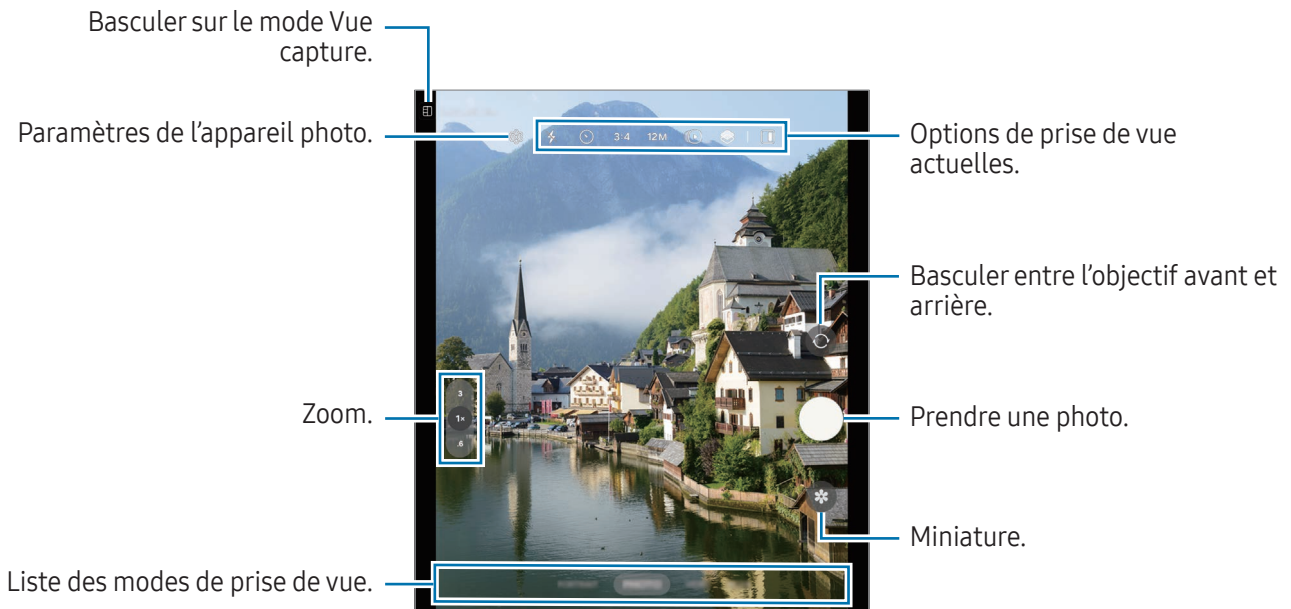 Basculer sur le mode Vue
capture.
Paramètres de l'appareil photo.
3:4 12M
Options de prise de vue
actuelles.
Basculer entre l'objectif avant et
arrière.
3
1×
.6
Zoom.
Prendre une photo.
Miniature.
Liste des modes de prise de vue.